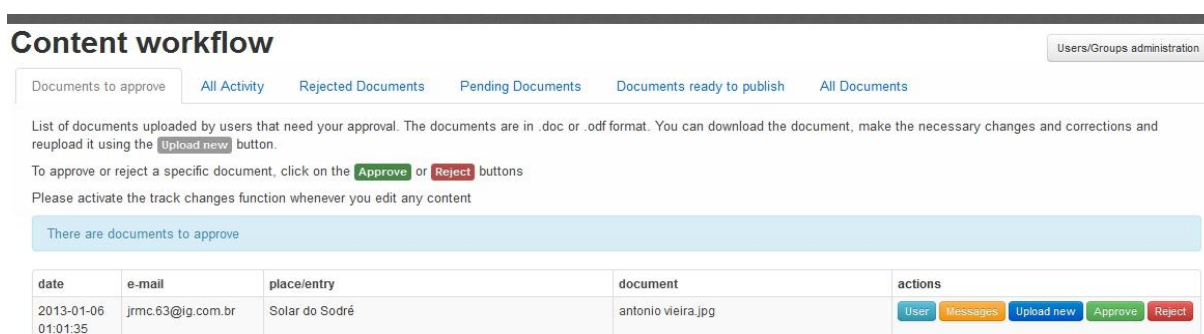 Content workflow
Users/Groups administration
Documents to approve All Activity Rejected Documents Pending Documents Documents ready to publish All Documents
List of documents uploaded by users that need your approval. The documents are in .doc or .odf format. You can download the document, make the necessary changes and corrections and
reupload it using the Upload new button.
To approve or reject a specific document, click on the Approve or Reject buttons
Please activate the track changes function whenever you edit any content
There are documents to approve
date e-mail place/entry document actions
2013-01-06 jrmc.63@ig.com.br Solar do Sodré antonio vieira.jpg User Messages Upload new Approve Reject
01:01:35